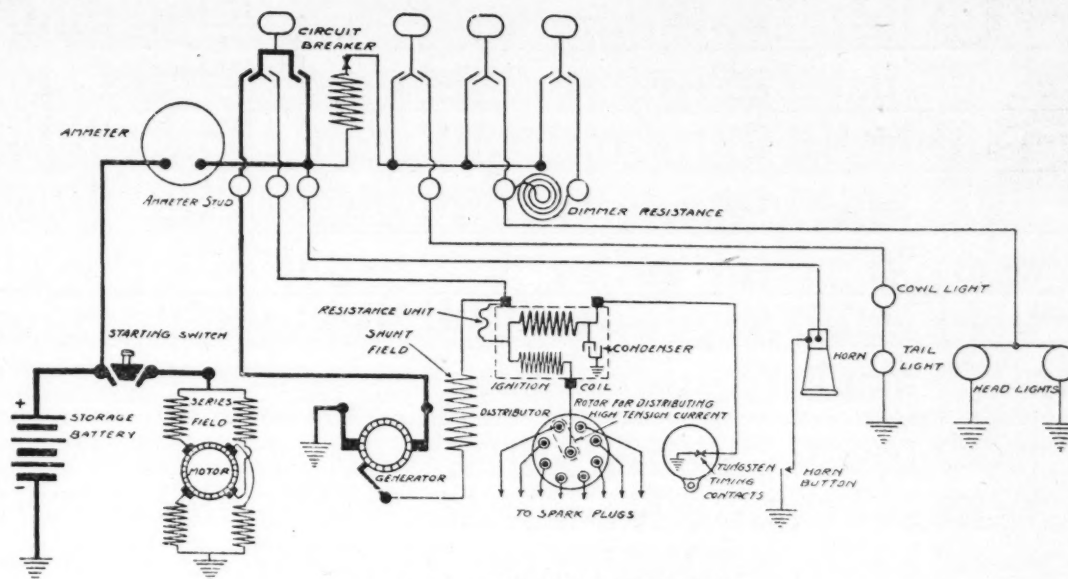 CIRCUIT
BREAKER
AMMETER
AMMETER STUD
DIMMER RESISTANCE
RESISTANCE UNIT
SHUNT
FIELD
CONDENSER
COWL LIGHT
STARTING SWITCH
HORN
TAIL
LIGHT
IGNITION COIL
HEAD LIGHTS
+
STORAGE
BATTERY
-
SERIES
FIELD
DISTRIBUTOR
ROTOR FOR DISTRIBUTING
HIGH TENSION CURRENT
MOTOR
GENERATOR
TUNGSTEN
TIMING
CONTACTS
HORN
BUTTON
TO SPARK PLUGS